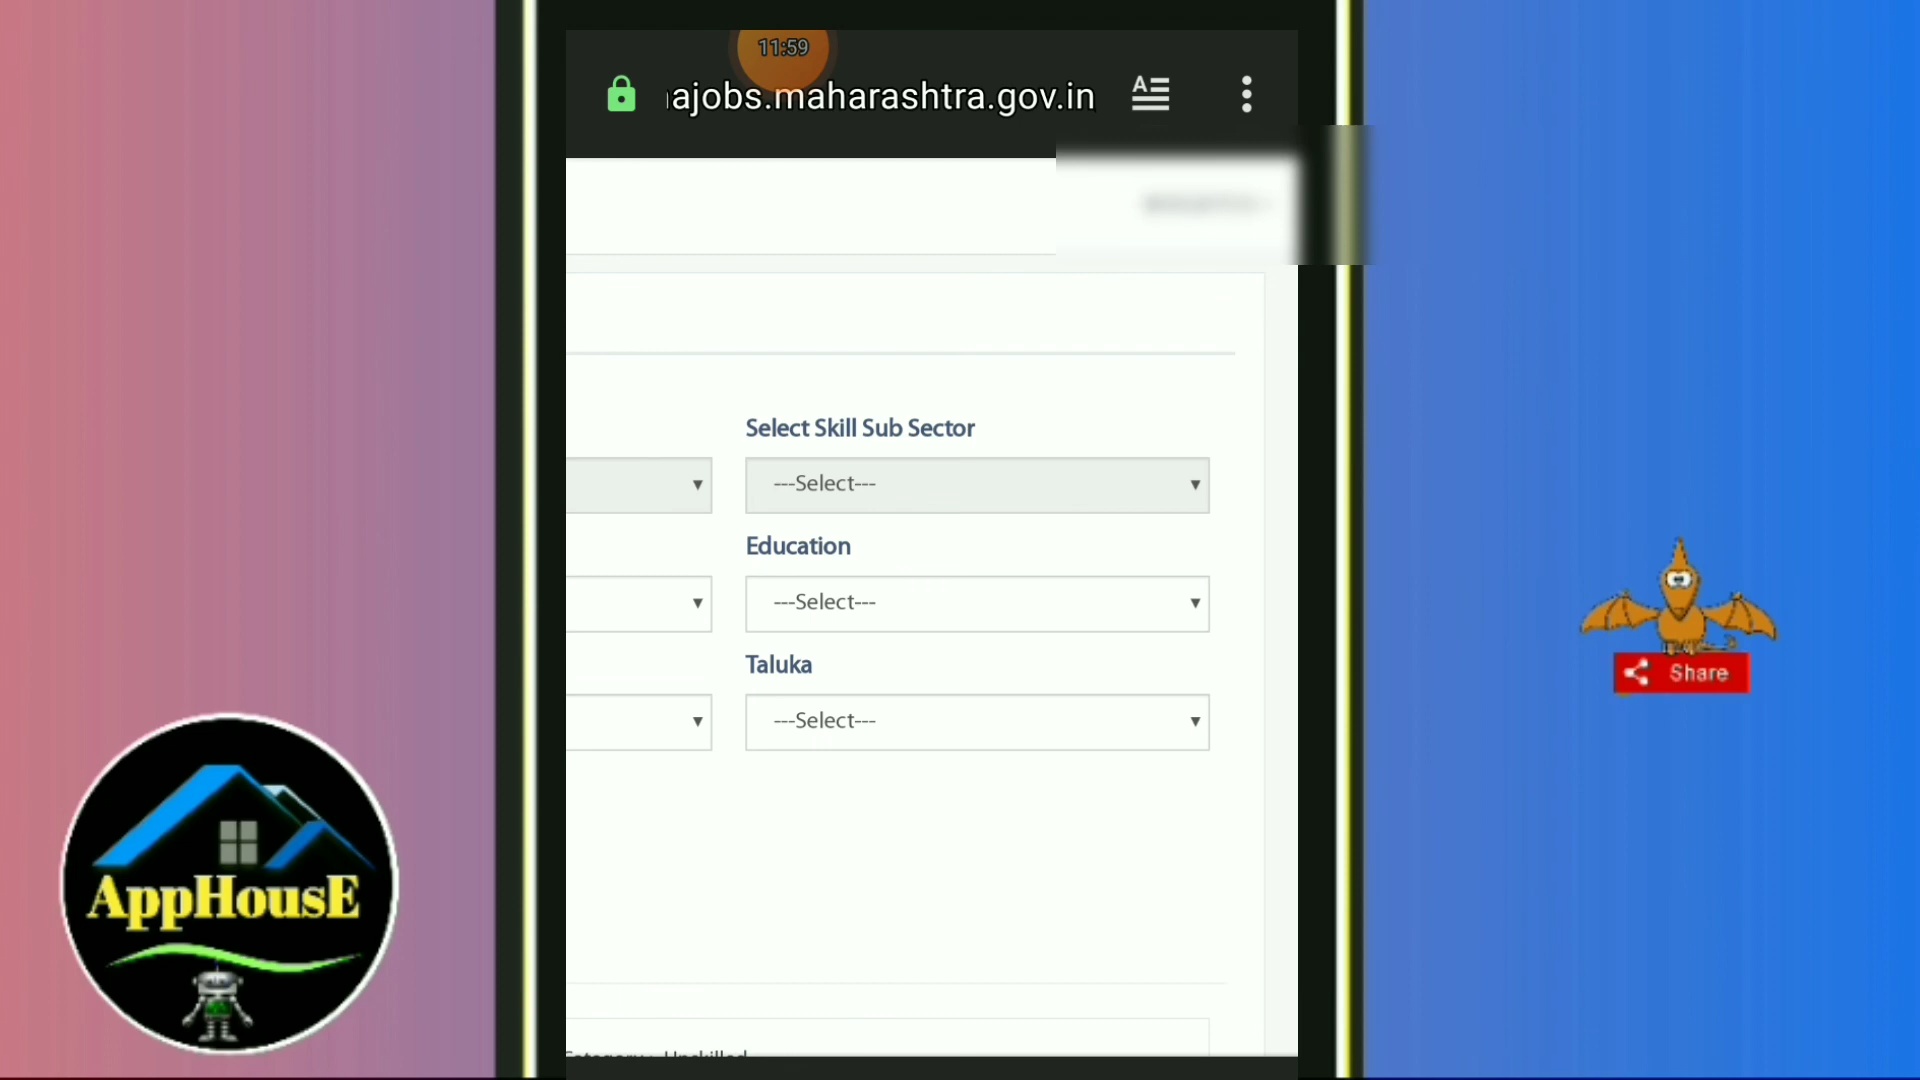 11:59
ajobs.maharashtra.gov.in
Select Skill Sub Sector
---Select---
Education
---Select---
Taluka
---Select---
Share
AppHousE